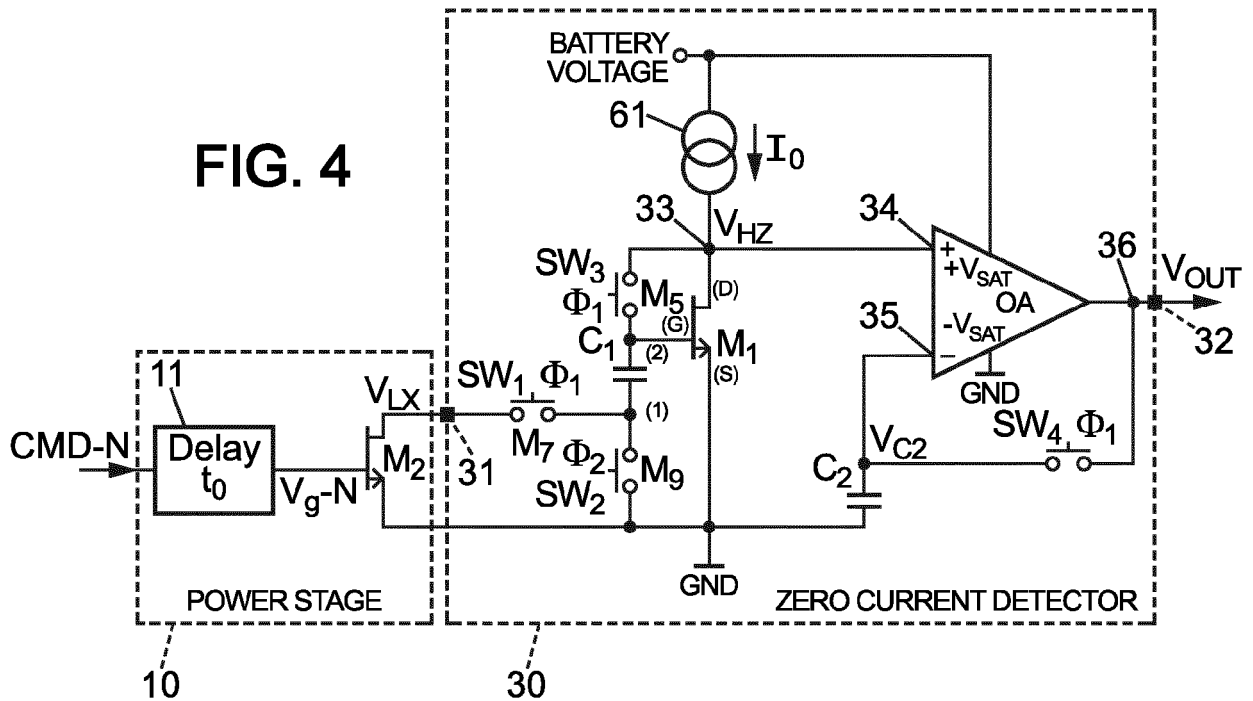 FIG. 4
BATTERY
VOLTAGE
61
I0
33
VHZ
34
+
+VSAT
OA
-VSAT
−
35
36
VOUT
32
GND
SW3
Φ1
M5
(D)
(G)
C1
(2)
M1
(S)
SW1 Φ1
M7
(1)
Φ2
SW2
M9
SW4 Φ1
VC2
C2
GND
VLX
31
11
CMD-N
Delay
t0
Vg-N
M2
POWER STAGE
ZERO CURRENT DETECTOR
10
30